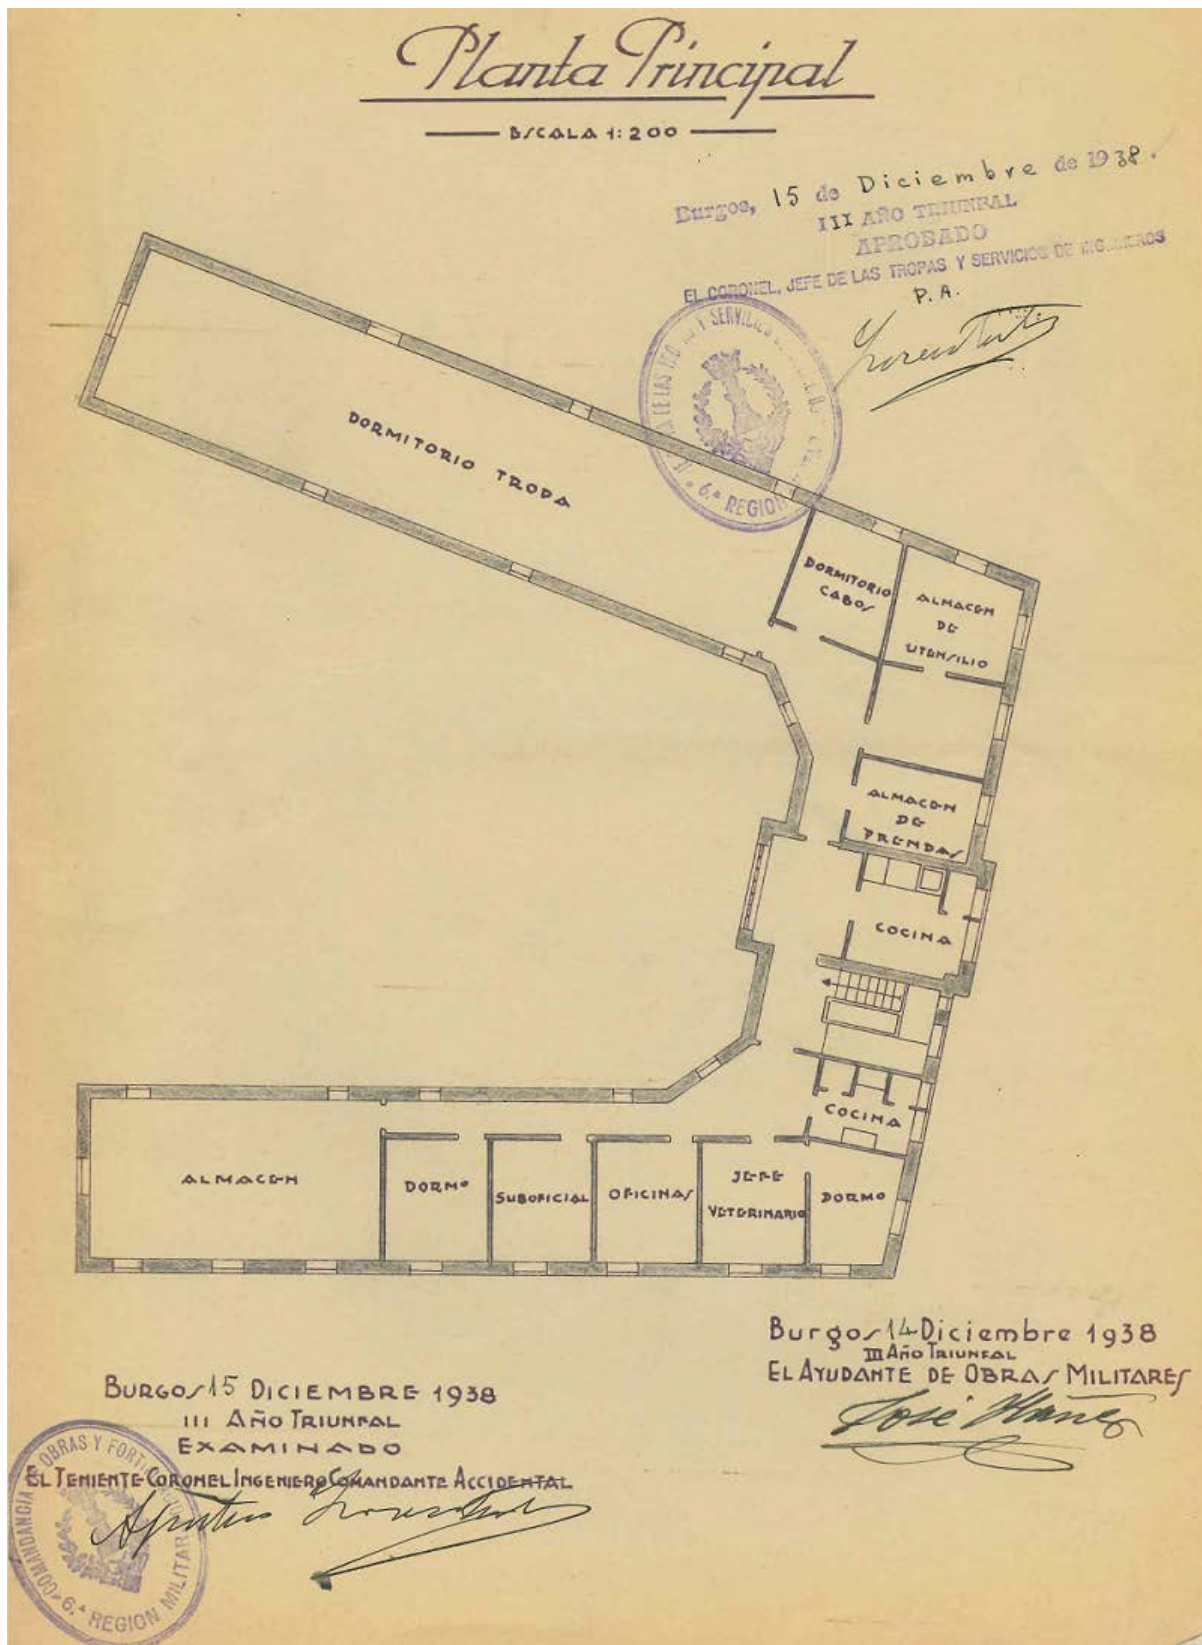 Planta Principal
ESCALA 1:200
Burgos, 15 de Diciembre de 1938.
III AÑO TRIUNFAL
APROBADO
EL CORONEL, JEFE DE LAS TROPAS Y SERVICIOS DE INGENIEROS
P. A.
Y SERVICIOS
6.ª REGION
DORMITORIO TROPA
DORMITORIO
CABOS
ALMACEN
DE
UTENSILIO
ALMACEN
DE
PRENDAS
COCINA
COCINA
ALMACEN
DORMº
SUBOFICIAL
OFICINAS
JEFE
VETERINARIO
DORMº
Burgos 14 Diciembre 1938
III AÑO TRIUNFAL
EL AYUDANTE DE OBRAS MILITARES
José Ibáñez
BURGOS 15 DICIEMBRE 1938
III AÑO TRIUNFAL
EXAMINADO
EL TENIENTE CORONEL INGENIERO COMANDANTE ACCIDENTAL
COMANDANCIA OBRAS Y
6.ª REGION MILITAR